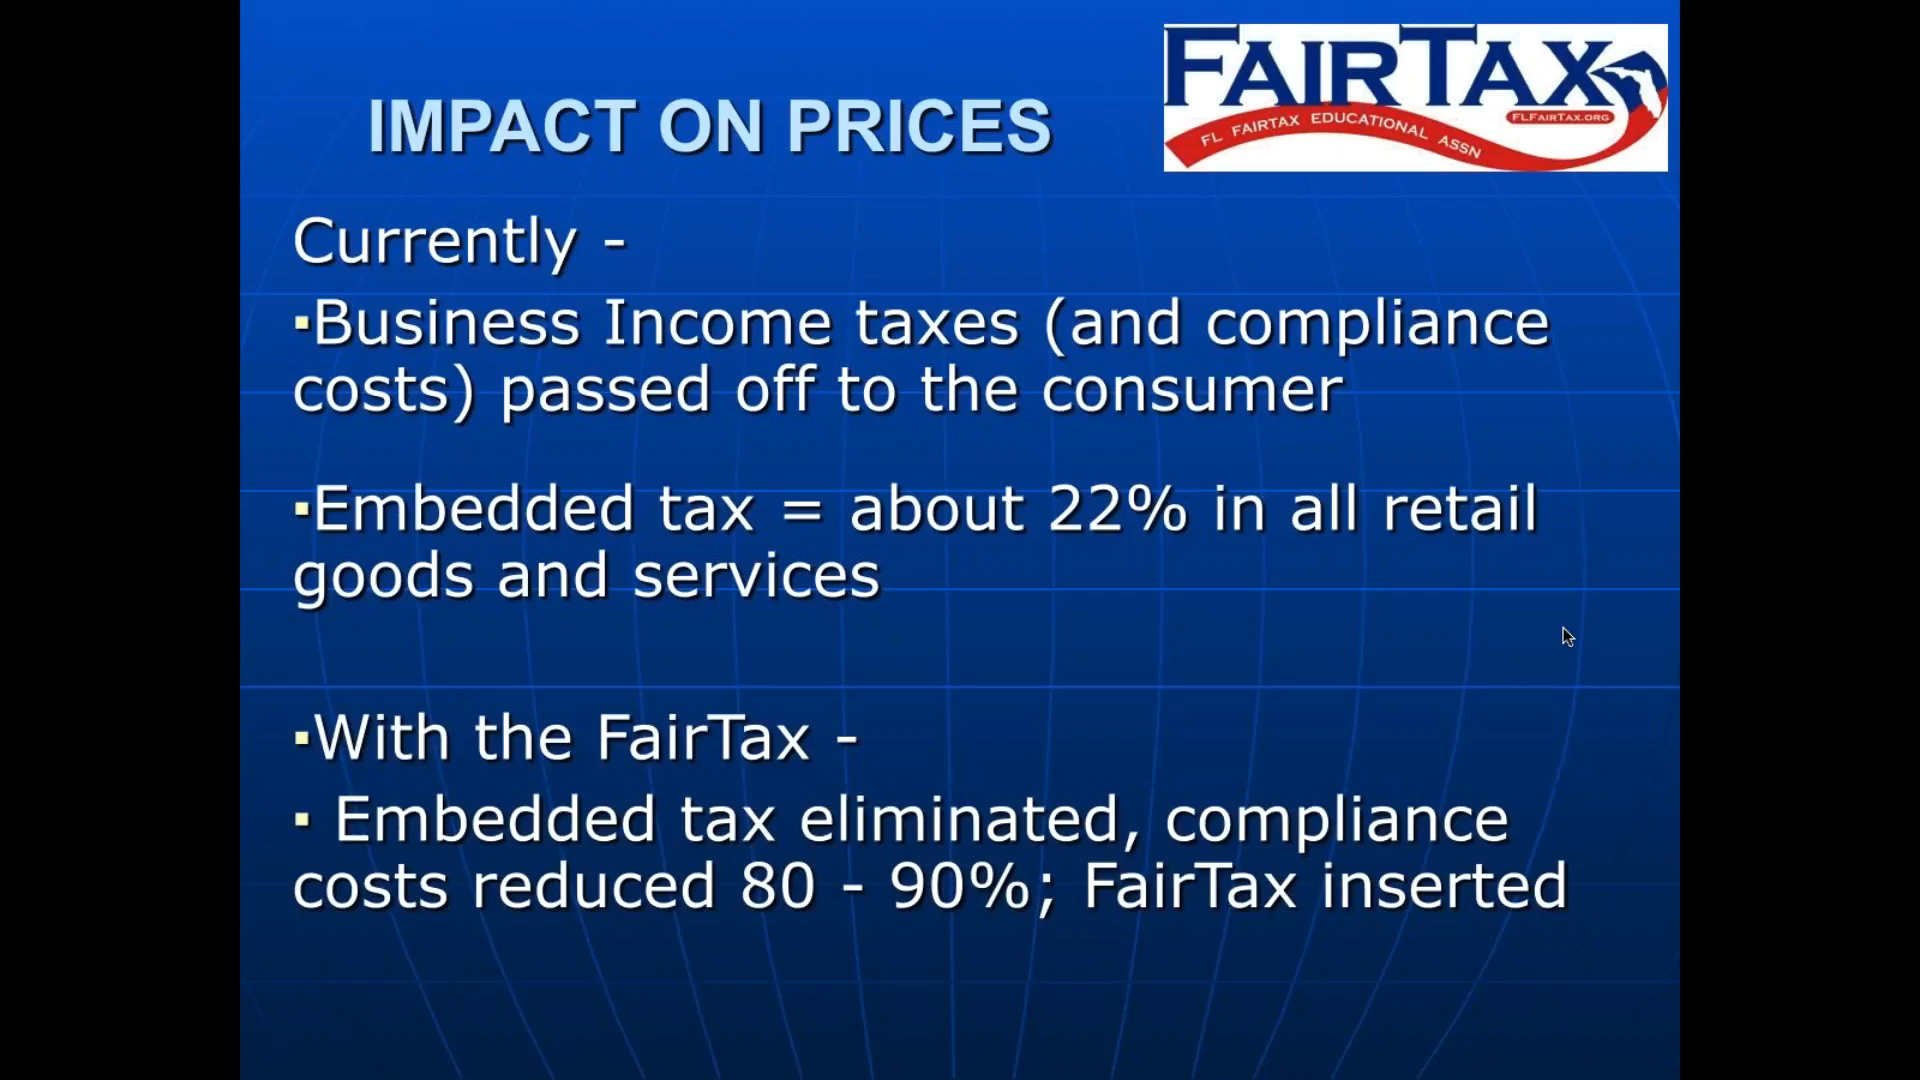 FAIRTAX
FLFAIRTAX.ORG
FL FAIRTAX EDUCATIONAL ASSN
IMPACT ON PRICES
Currently -
▪Business Income taxes (and compliance
costs) passed off to the consumer
▪Embedded tax = about 22% in all retail
goods and services
▪With the FairTax -
▪ Embedded tax eliminated, compliance
costs reduced 80 - 90%; FairTax inserted